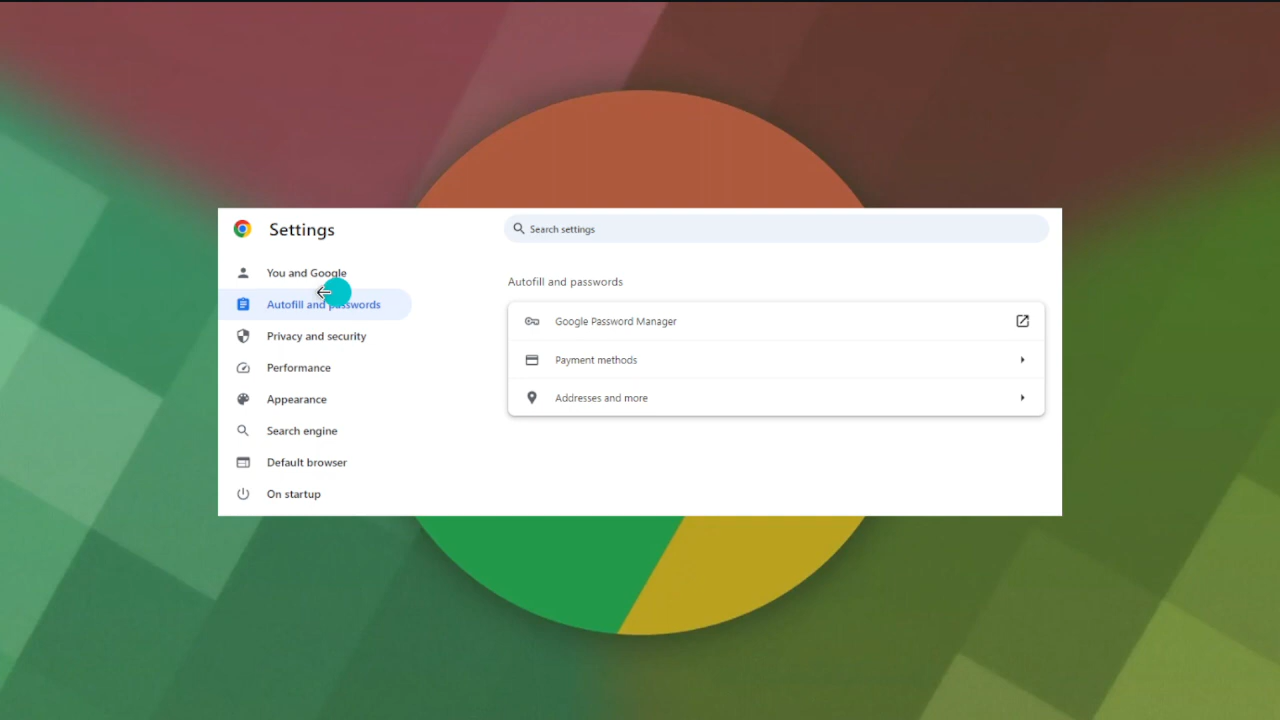 Settings
Search settings
You and Google
Autofill and passwords
Privacy and security
Performance
Appearance
Search engine
Default browser
On startup
Autofill and passwords
Google Password Manager
Payment methods
Addresses and more